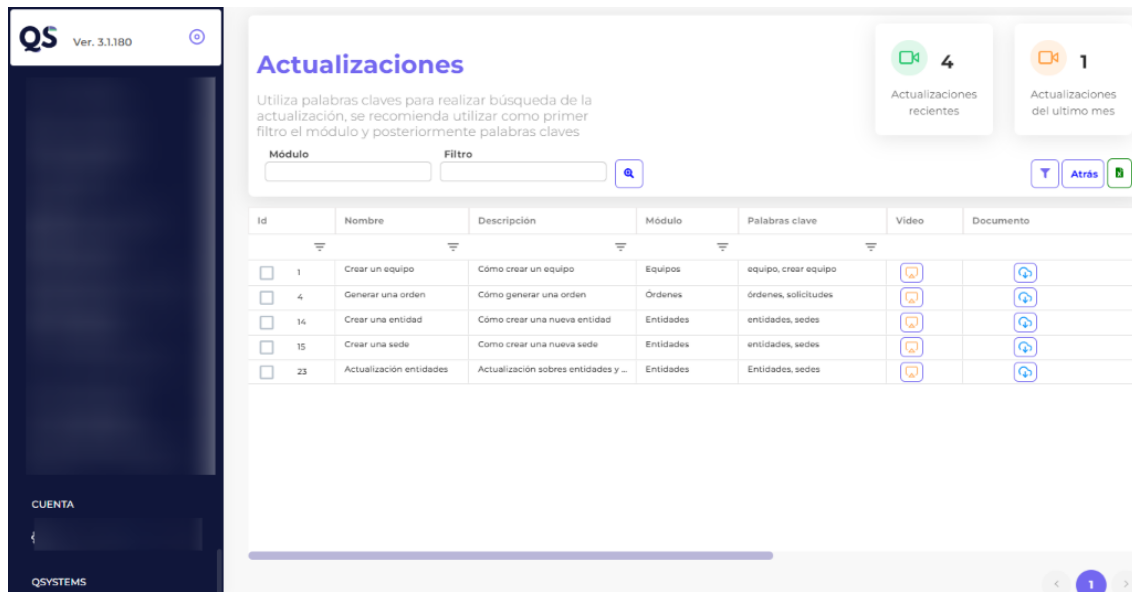 QS Ver. 3.1.180
CUENTA
QSYSTEMS
Actualizaciones
Utiliza palabras claves para realizar búsqueda de la
actualización, se recomienda utilizar como primer
filtro el módulo y posteriormente palabras claves
4
Actualizaciones
recientes
1
Actualizaciones
del ultimo mes
Módulo Filtro
Atrás
Id Nombre Descripción Módulo Palabras clave Video Documento
1 Crear un equipo Cómo crear un equipo Equipos equipo, crear equipo
4 Generar una orden Cómo generar una orden Órdenes órdenes, solicitudes
14 Crear una entidad Cómo crear una nueva entidad Entidades entidades, sedes
15 Crear una sede Como crear una nueva sede Entidades entidades, sedes
23 Actualización entidades Actualización sobres entidades y ... Entidades Entidades, sedes
1